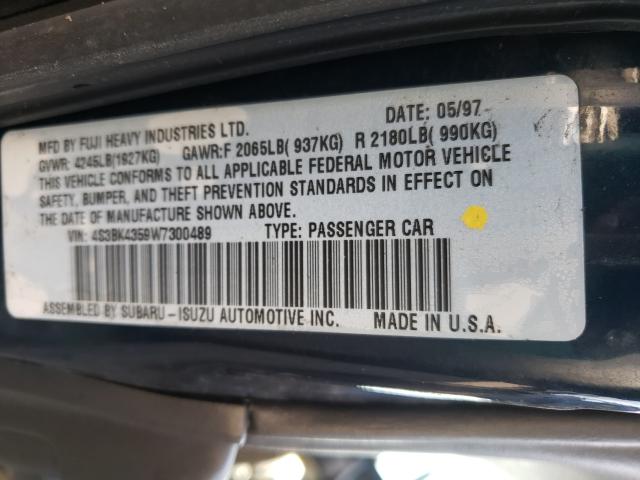 MFD BY FUJI HEAVY INDUSTRIES LTD. DATE: 05/97
GVWR: 4245LB(1927KG) GAWR:F 2065LB( 937KG) R 2180LB( 990KG)
THIS VEHICLE CONFORMS TO ALL APPLICABLE FEDERAL MOTOR VEHICLE
SAFETY, BUMPER, AND THEFT PREVENTION STANDARDS IN EFFECT ON
THE DATE OF MANUFACTURE SHOWN ABOVE.
VIN: 4S3BK4359W7300489 TYPE: PASSENGER CAR
ASSEMBLED BY SUBARU-ISUZU AUTOMOTIVE INC. MADE IN U.S.A.